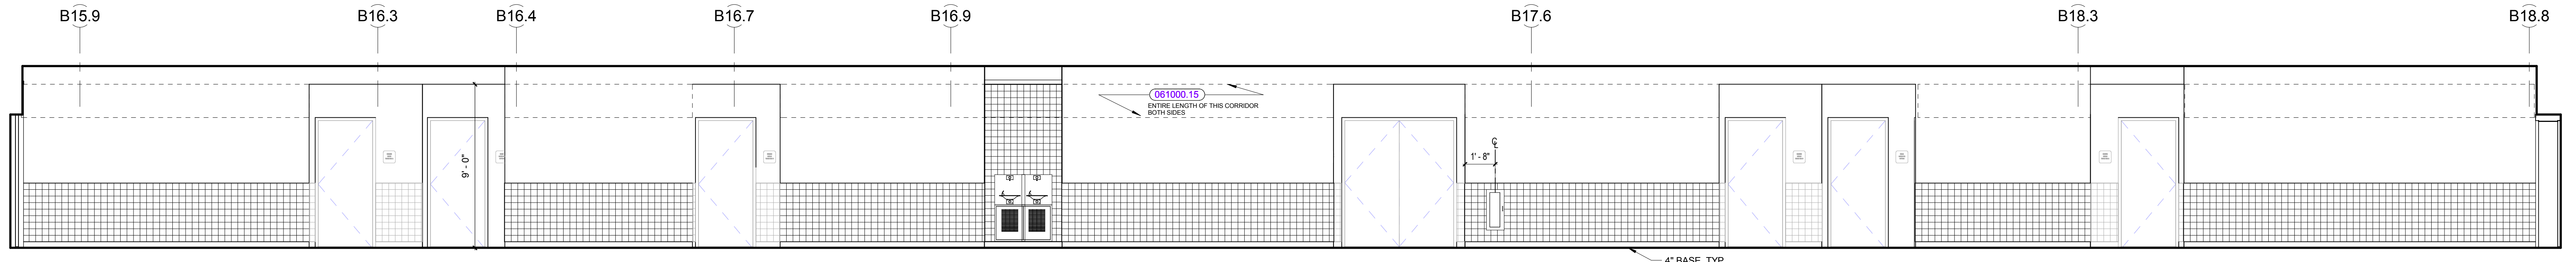 B15.9
B16.3
B16.4
B16.7
B16.9
B17.6
B18.3
B18.8
061000.15
ENTIRE LENGTH OF THIS CORRIDOR
BOTH SIDES
9' - 0"
1' - 8"
4" BASE, TYP